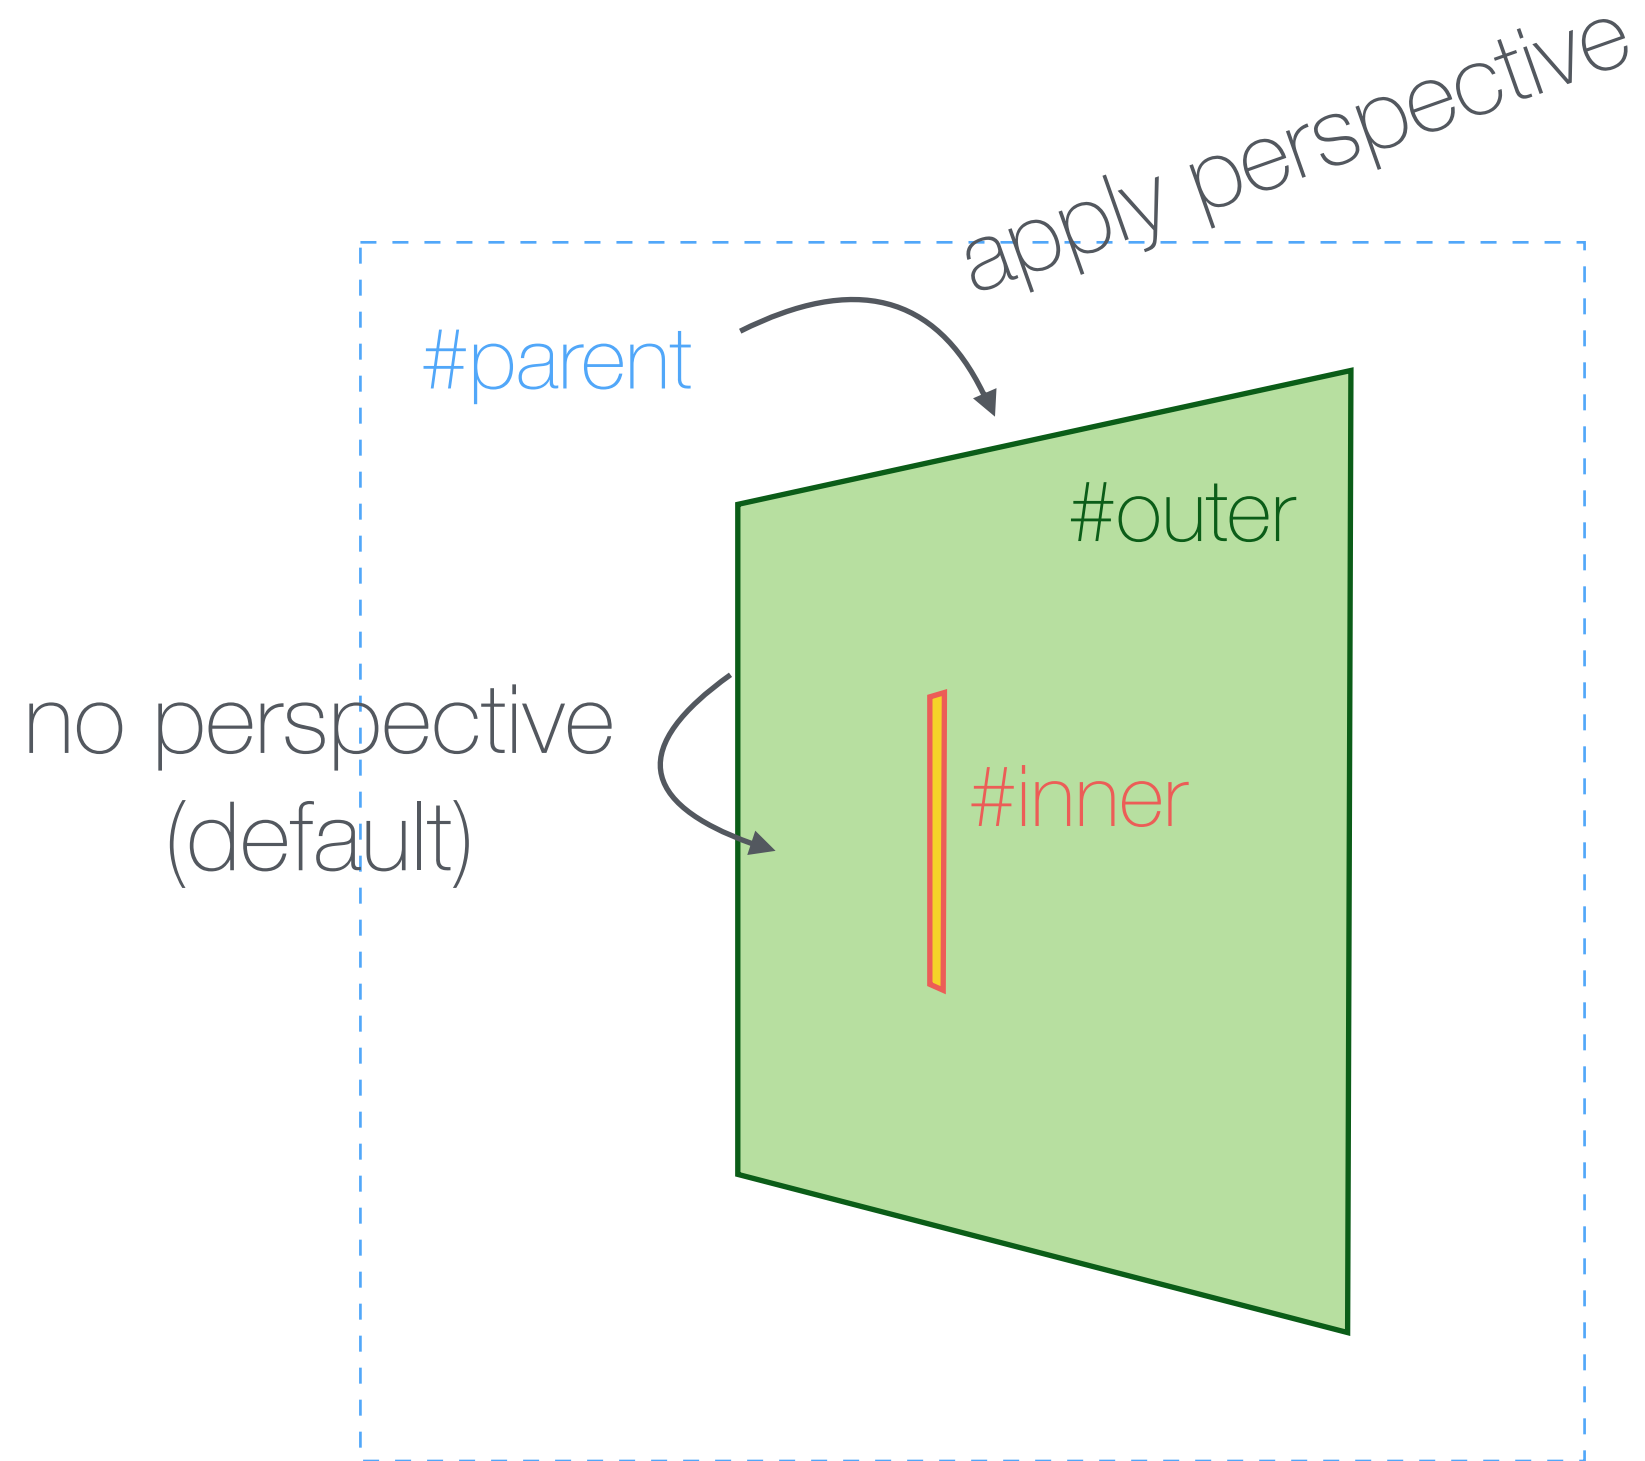 apply perspective
#parent
#outer
no perspective
(default)
#inner